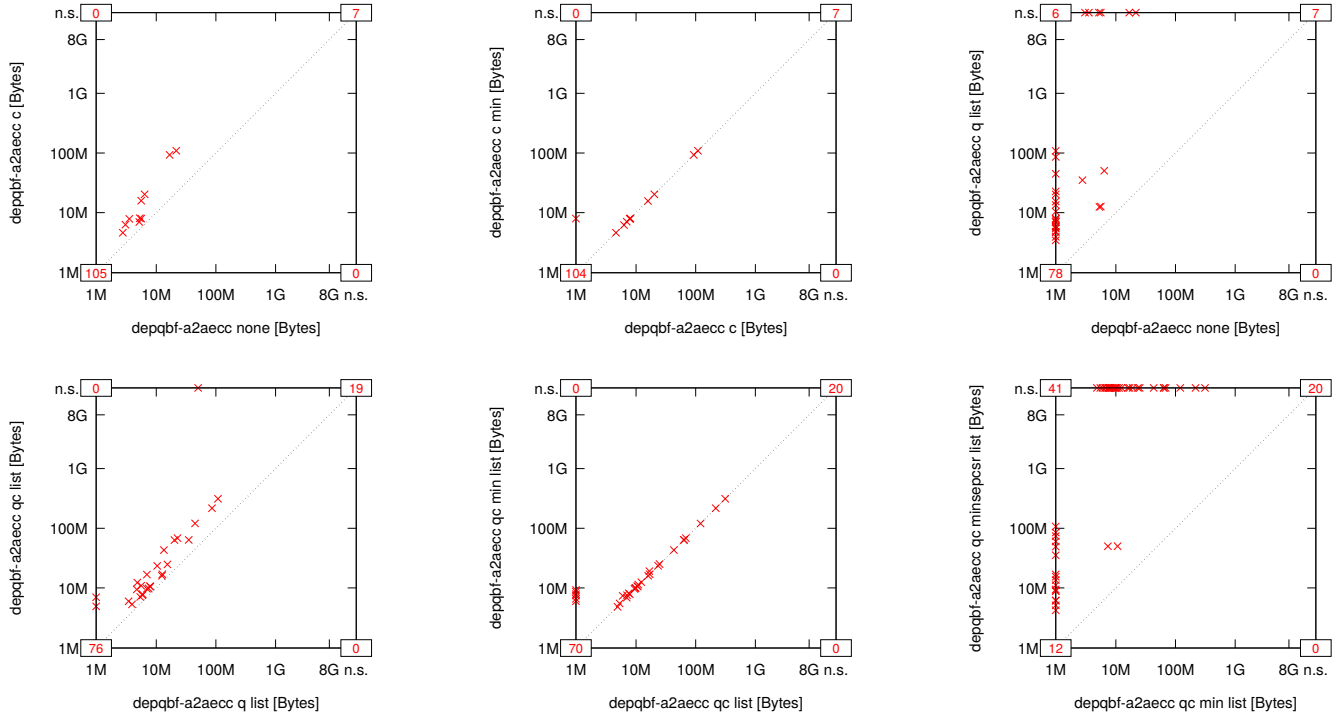 n.s. 0 7
8G
1G
100M
10M
1M 105 0
1M 10M 100M 1G 8G n.s.
depqbf-a2aecc c [Bytes]
depqbf-a2aecc none [Bytes]
n.s. 0 7
8G
1G
100M
10M
1M 104 0
1M 10M 100M 1G 8G n.s.
depqbf-a2aecc c min [Bytes]
depqbf-a2aecc c [Bytes]
n.s. 6 7
8G
1G
100M
10M
1M 78 0
1M 10M 100M 1G 8G n.s.
depqbf-a2aecc q list [Bytes]
depqbf-a2aecc none [Bytes]
n.s. 0 19
8G
1G
100M
10M
1M 76 0
1M 10M 100M 1G 8G n.s.
depqbf-a2aecc qc list [Bytes]
depqbf-a2aecc q list [Bytes]
n.s. 0 20
8G
1G
100M
10M
1M 70 0
1M 10M 100M 1G 8G n.s.
depqbf-a2aecc qc min list [Bytes]
depqbf-a2aecc qc list [Bytes]
n.s. 41 20
8G
1G
100M
10M
1M 12 0
1M 10M 100M 1G 8G n.s.
depqbf-a2aecc qc minsepcsr list [Bytes]
depqbf-a2aecc qc min list [Bytes]